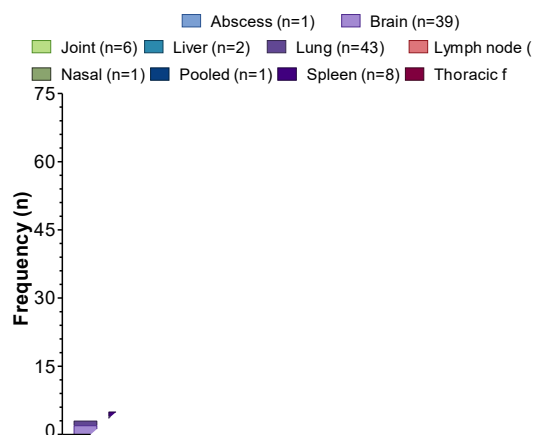 Abscess (n=1) Brain (n=39)
Joint (n=6) Liver (n=2) Lung (n=43) Lymph node (
Nasal (n=1) Pooled (n=1) Spleen (n=8) Thoracic f
75
60
45
30
15
0
Frequency (n)